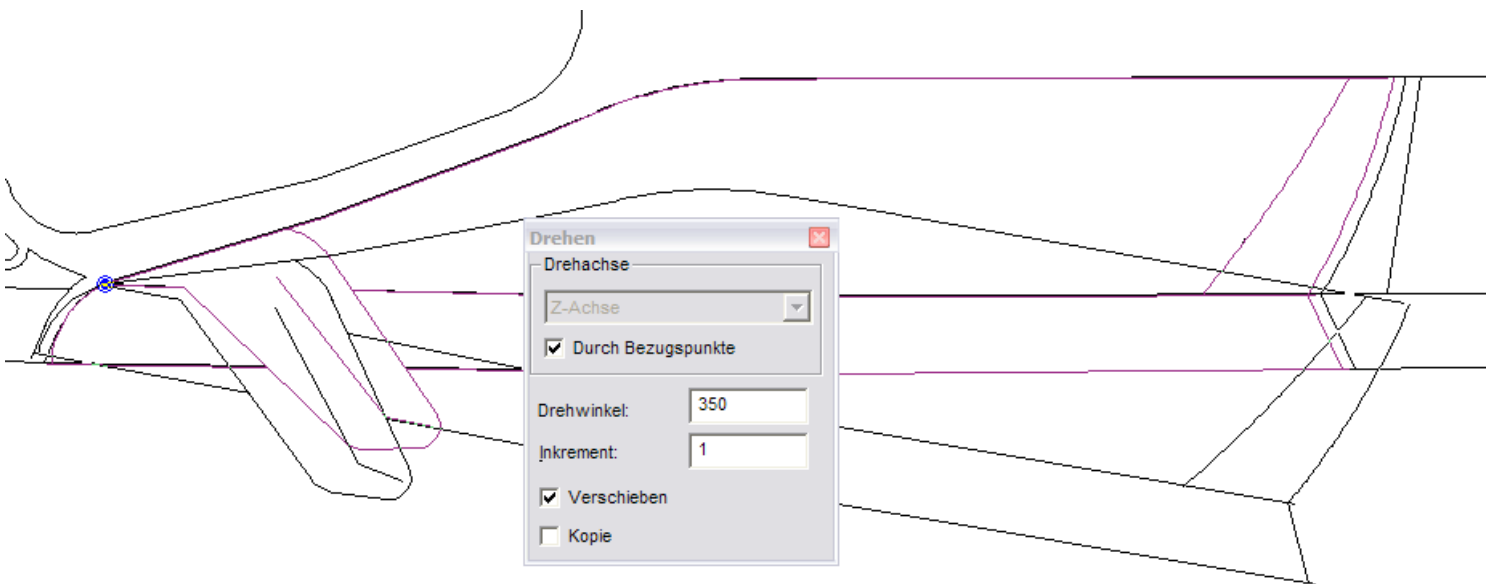 Drehen
Drehachse
Z-Achse
Durch Bezugspunkte
Drehwinkel: 350
Inkrement: 1
Verschieben
Kopie